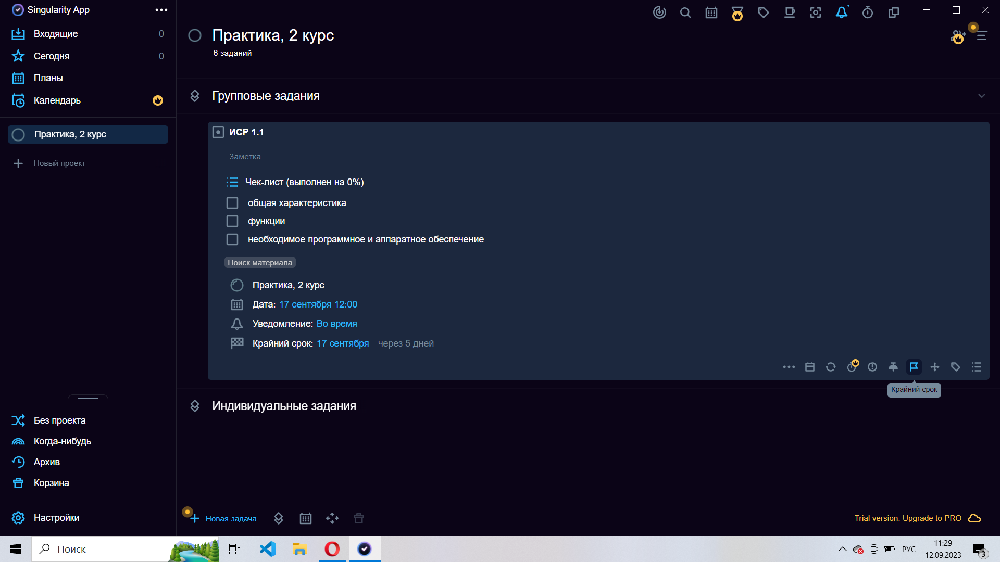 Singularity App
Входящие 0
Сегодня 0
Планы
Календарь
Практика, 2 курс
Новый проект
Без проекта
Когда-нибудь
Архив
Корзина
Настройки
Практика, 2 курс
6 заданий
Групповые задания
ИСР 1.1
Заметка
Чек-лист (выполнен на 0%)
общая характеристика
функции
необходимое программное и аппаратное обеспечение
Поиск материала
Практика, 2 курс
Дата: 17 сентября 12:00
Уведомление: Во время
Крайний срок: 17 сентября через 5 дней
Крайний срок
Индивидуальные задания
Новая задача
Trial version. Upgrade to PRO
Поиск
РУС
11:29
12.09.2023
3